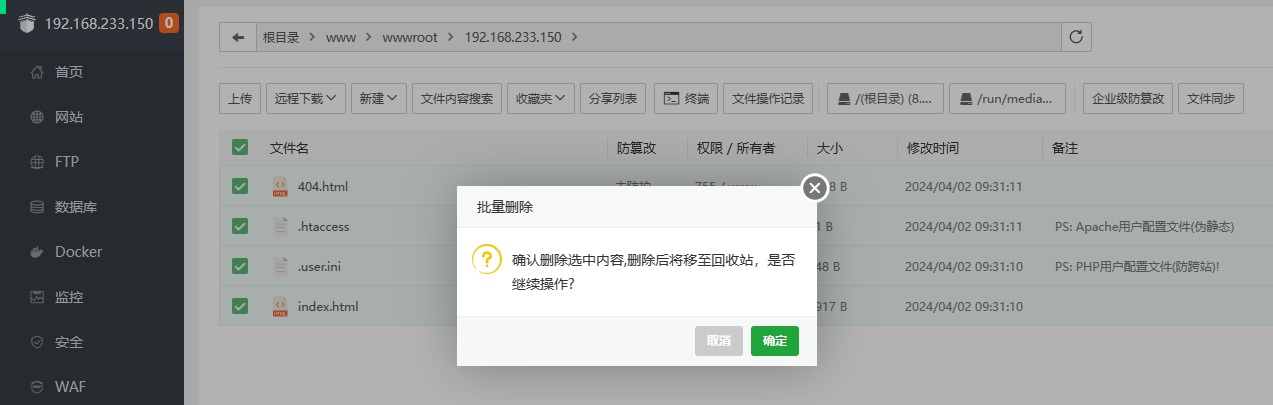 192.168.233.150 0
根目录 > www > wwwroot > 192.168.233.150 >
首页
网站
FTP
数据库
Docker
监控
安全
WAF
上传 远程下载 新建 文件内容搜索 收藏夹 分享列表 终端 文件操作记录 /(根目录) (8.... /run/media... 企业级防篡改 文件同步
文件名 防篡改 权限 / 所有者 大小 修改时间 备注
404.html 2024/04/02 09:31:11
.htaccess 1 B 2024/04/02 09:31:11 PS: Apache用户配置文件(伪静态)
.user.ini 48 B 2024/04/02 09:31:10 PS: PHP用户配置文件(防跨站)!
index.html 917 B 2024/04/02 09:31:10
批量删除
确认删除选中内容,删除后将移至回收站，是否
继续操作?
取消 确定